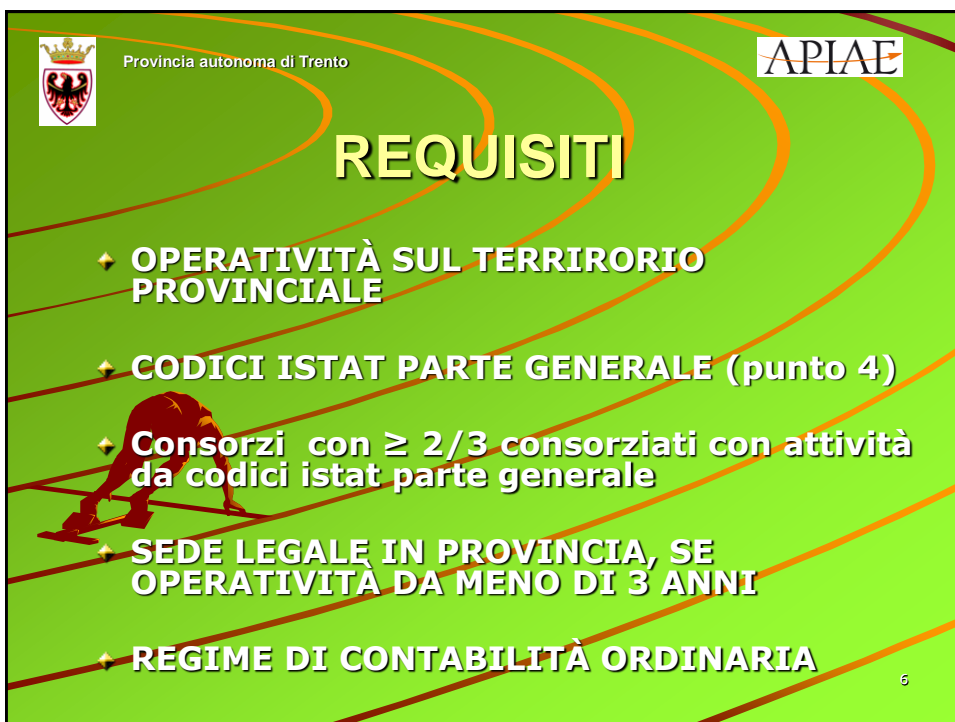 Provincia autonoma di Trento
APIAE
REQUISITI
OPERATIVITÀ SUL TERRIRORIO
PROVINCIALE
CODICI ISTAT PARTE GENERALE (punto 4)
Consorzi con ≥ 2/3 consorziati con attività
da codici istat parte generale
SEDE LEGALE IN PROVINCIA, SE
OPERATIVITÀ DA MENO DI 3 ANNI
REGIME DI CONTABILITÀ ORDINARIA
6